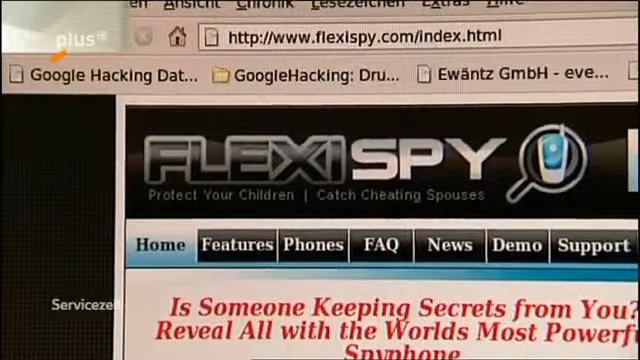 en Ansicht Chronik Lesezeichen Extras Hilfe
plus
http://www.flexispy.com/index.html
Google Hacking Dat... GoogleHacking: Dru... Ewäntz GmbH - eve...
FLEXISPY
Protect Your Children | Catch Cheating Spouses
Home Features Phones FAQ News Demo Support
Servicezeit
Is Someone Keeping Secrets from You?
Reveal All with the Worlds Most Powerf
Spyphone